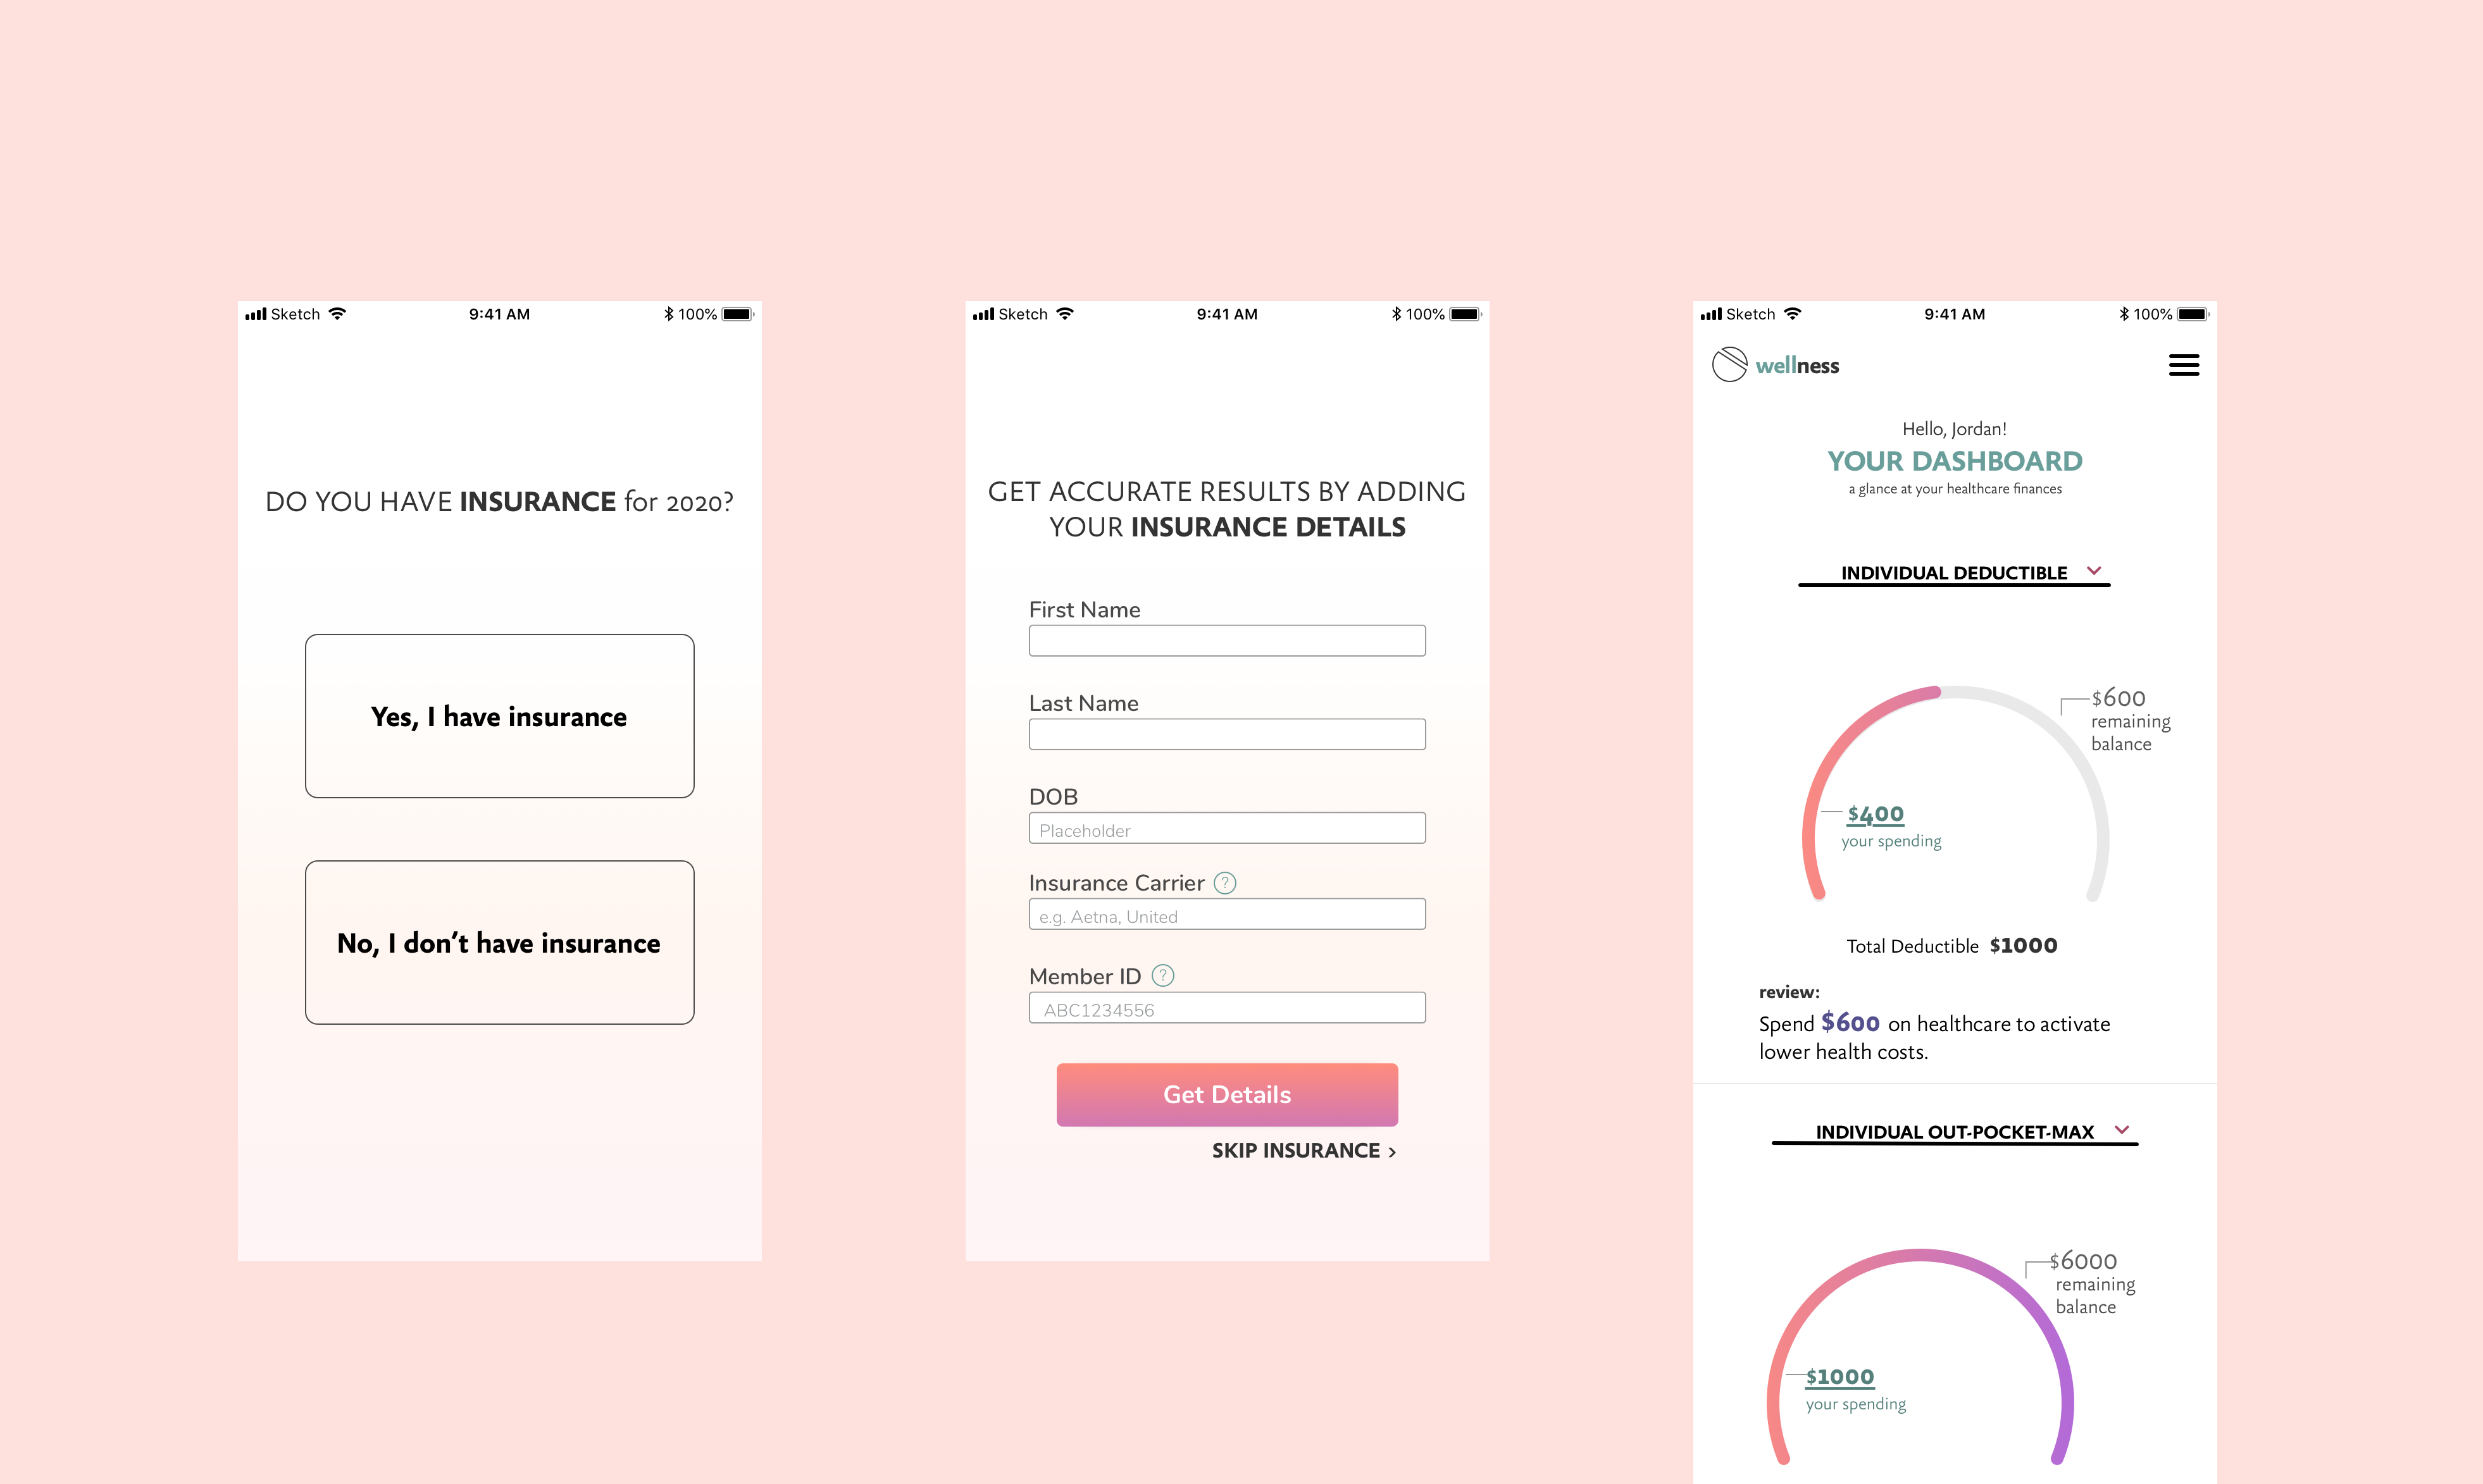 Sketch 9:41 AM 100%
DO YOU HAVE INSURANCE for 2020?
Yes, I have insurance
No, I don't have insurance
Sketch 9:41 AM 100%
GET ACCURATE RESULTS BY ADDING
YOUR INSURANCE DETAILS
First Name
Last Name
DOB
Placeholder
Insurance Carrier ?
e.g. Aetna, United
Member ID ?
ABC1234556
Get Details
SKIP INSURANCE >
Sketch 9:41 AM 100%
wellness
Hello, Jordan!
YOUR DASHBOARD
a glance at your healthcare finances
INDIVIDUAL DEDUCTIBLE
$600
remaining
balance
$400
your spending
Total Deductible $1000
review:
Spend $600 on healthcare to activate
lower health costs.
INDIVIDUAL OUT-POCKET-MAX
$6000
remaining
balance
$1000
your spending